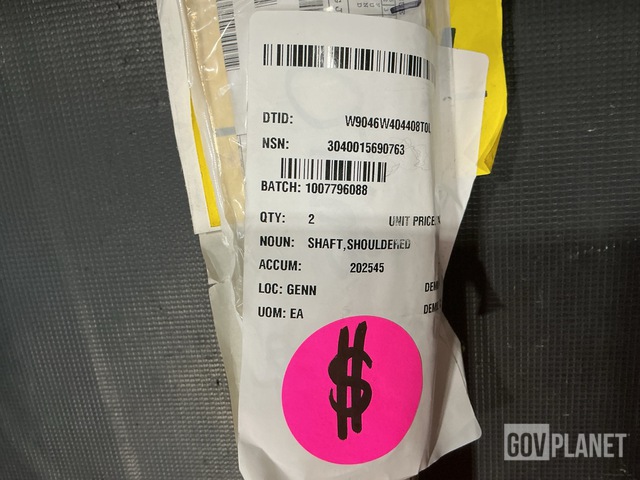 DTID: W9046W404408T0
NSN: 3040015690763
BATCH: 1007796088
QTY: 2 UNIT PRICE:
NOUN: SHAFT,SHOULDERED
ACCUM: 202545
LOC: GENN
UOM: EA
$
GOVPLANET